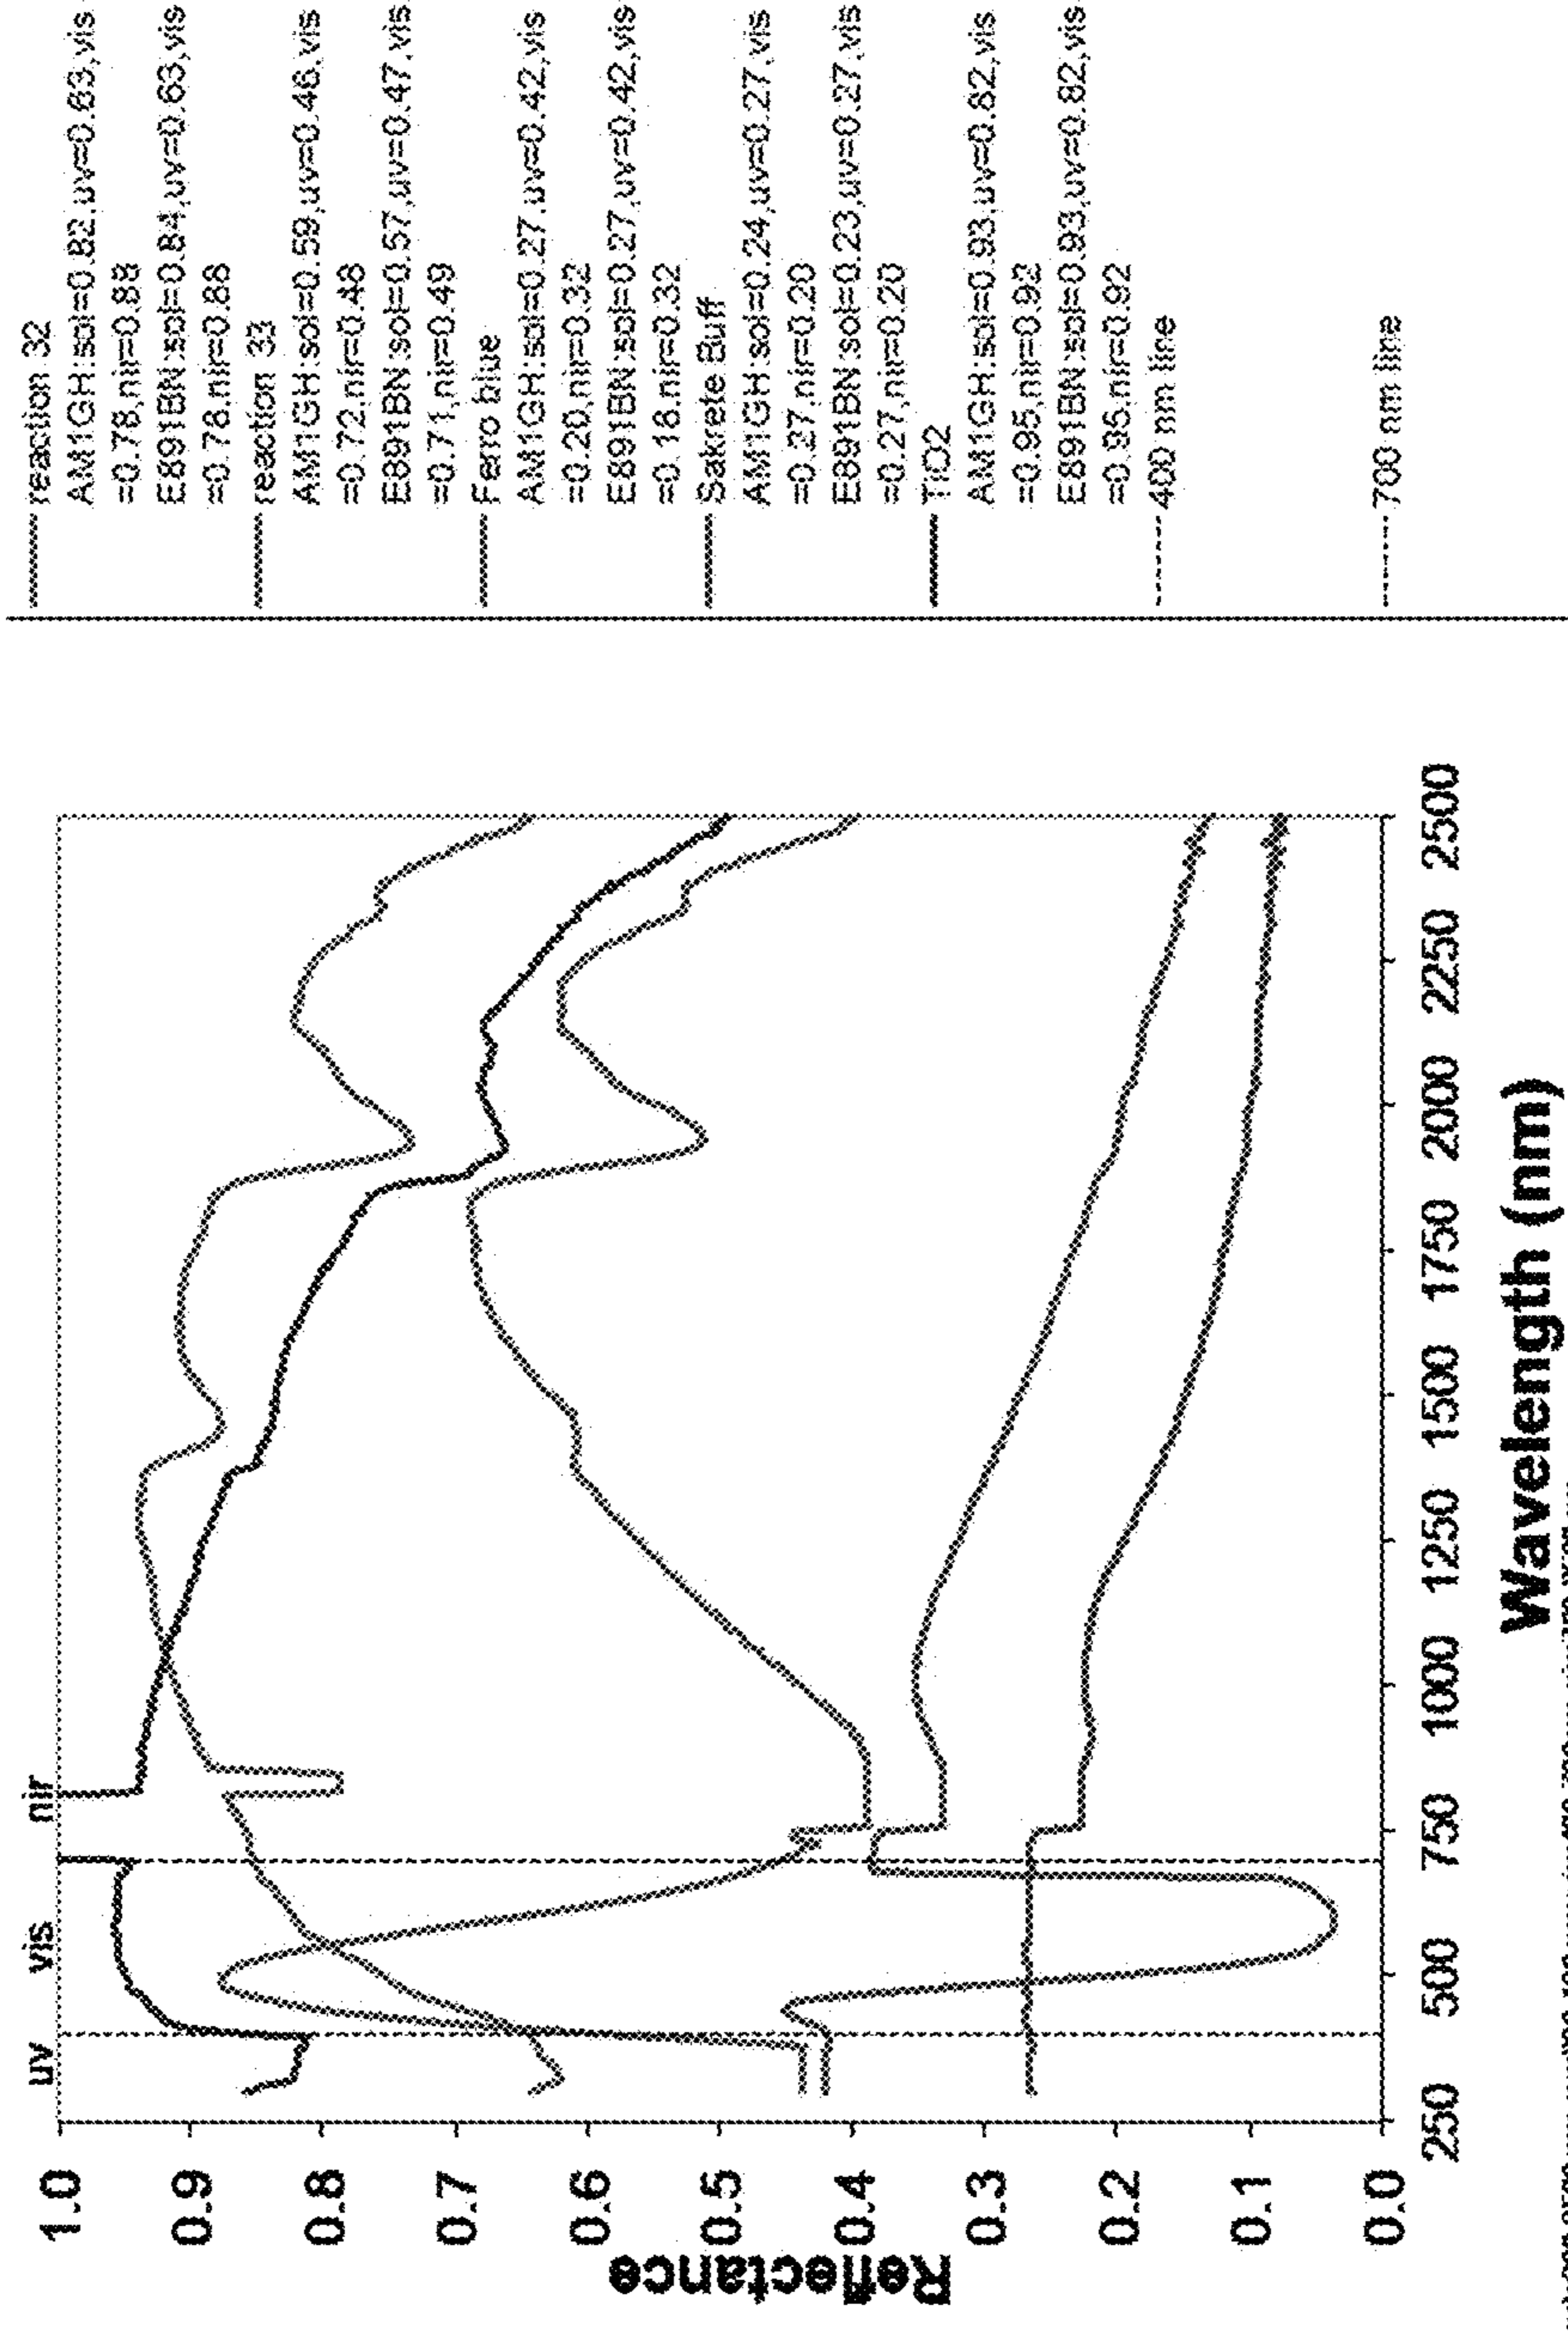 uv vis nir
Reflectance
1.0
0.9
0.8
0.7
0.6
0.5
0.4
0.3
0.2
0.1
0.0
250 500 750 1000 1250 1500 1750 2000 2250 2500
Wavelength (nm)
reaction 32
AM1GH:sol=0.82,uv=0.63,vis
=0.78,nir=0.88
E891BN:sol=0.84,uv=0.63,vis
=0.78,nir=0.88
reaction 33
AM1GH:sol=0.59,uv=0.46,vis
=0.72,nir=0.48
E891BN:sol=0.57,uv=0.47,vis
=0.71,nir=0.49
Ferro blue
AM1GH:sol=0.27,uv=0.42,vis
=0.20,nir=0.32
E891BN:sol=0.27,uv=0.42,vis
=0.18,nir=0.32
Sakrete Buff
AM1GH:sol=0.24,uv=0.27,vis
=0.27,nir=0.20
E891BN:sol=0.23,uv=0.27,vis
=0.27,nir=0.20
TiO2
AM1GH:sol=0.93,uv=0.82,vis
=0.95,nir=0.92
E891BN:sol=0.93,uv=0.82,vis
=0.95,nir=0.92
400 nm line
700 nm line